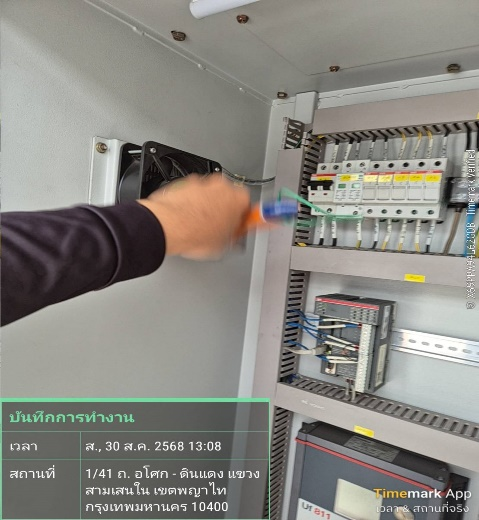 บันทึกการทำงาน
เวลา ส., 30 ส.ค. 2568 13:08
สถานที่ 1/41 ถ. อโศก - ดินแดง แขวง
สามเสนใน เขตพญาไท
กรุงเทพมหานคร 10400
Timemark App
เวลา & สถานที่จริง
Timemark Verified